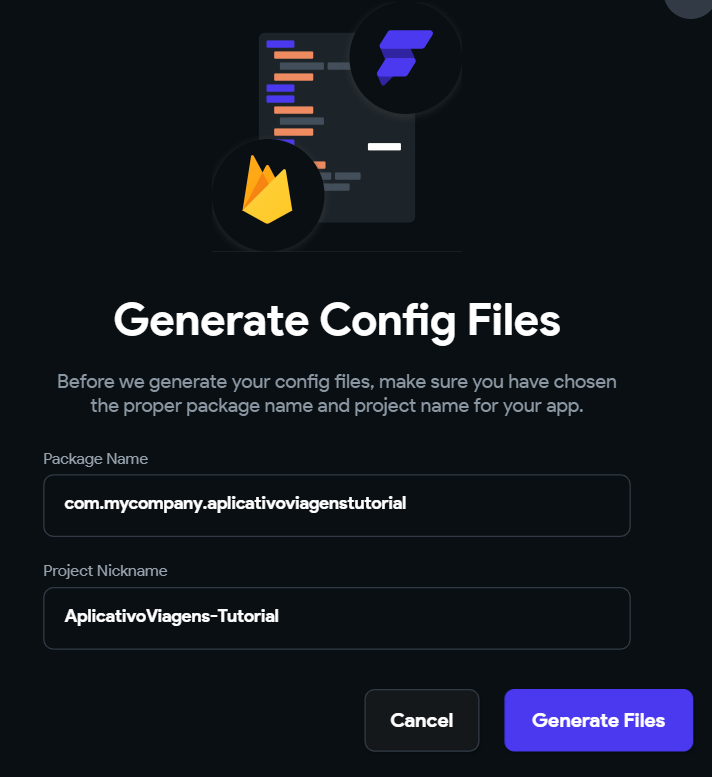 Generate Config Files
Before we generate your config files, make sure you have chosen
the proper package name and project name for your app.
Package Name
com.mycompany.aplicativoviagenstutorial
Project Nickname
AplicativoViagens-Tutorial
Cancel
Generate Files